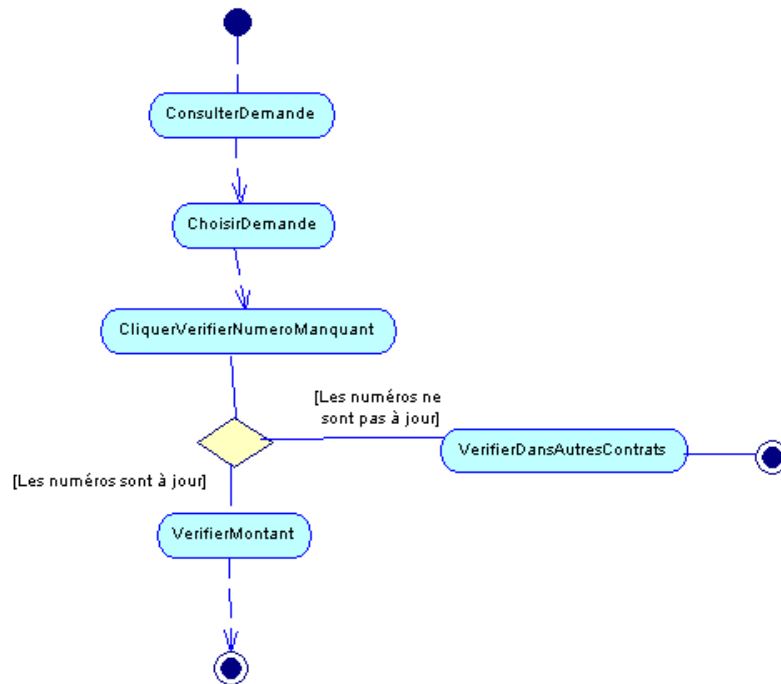 ConsulterDemande
ChoisirDemande
CliquerVerifierNumeroManquant
[Les numéros ne
sont pas à jour]
VerifierDansAutresContrats
[Les numéros sont à jour]
VerifierMontant